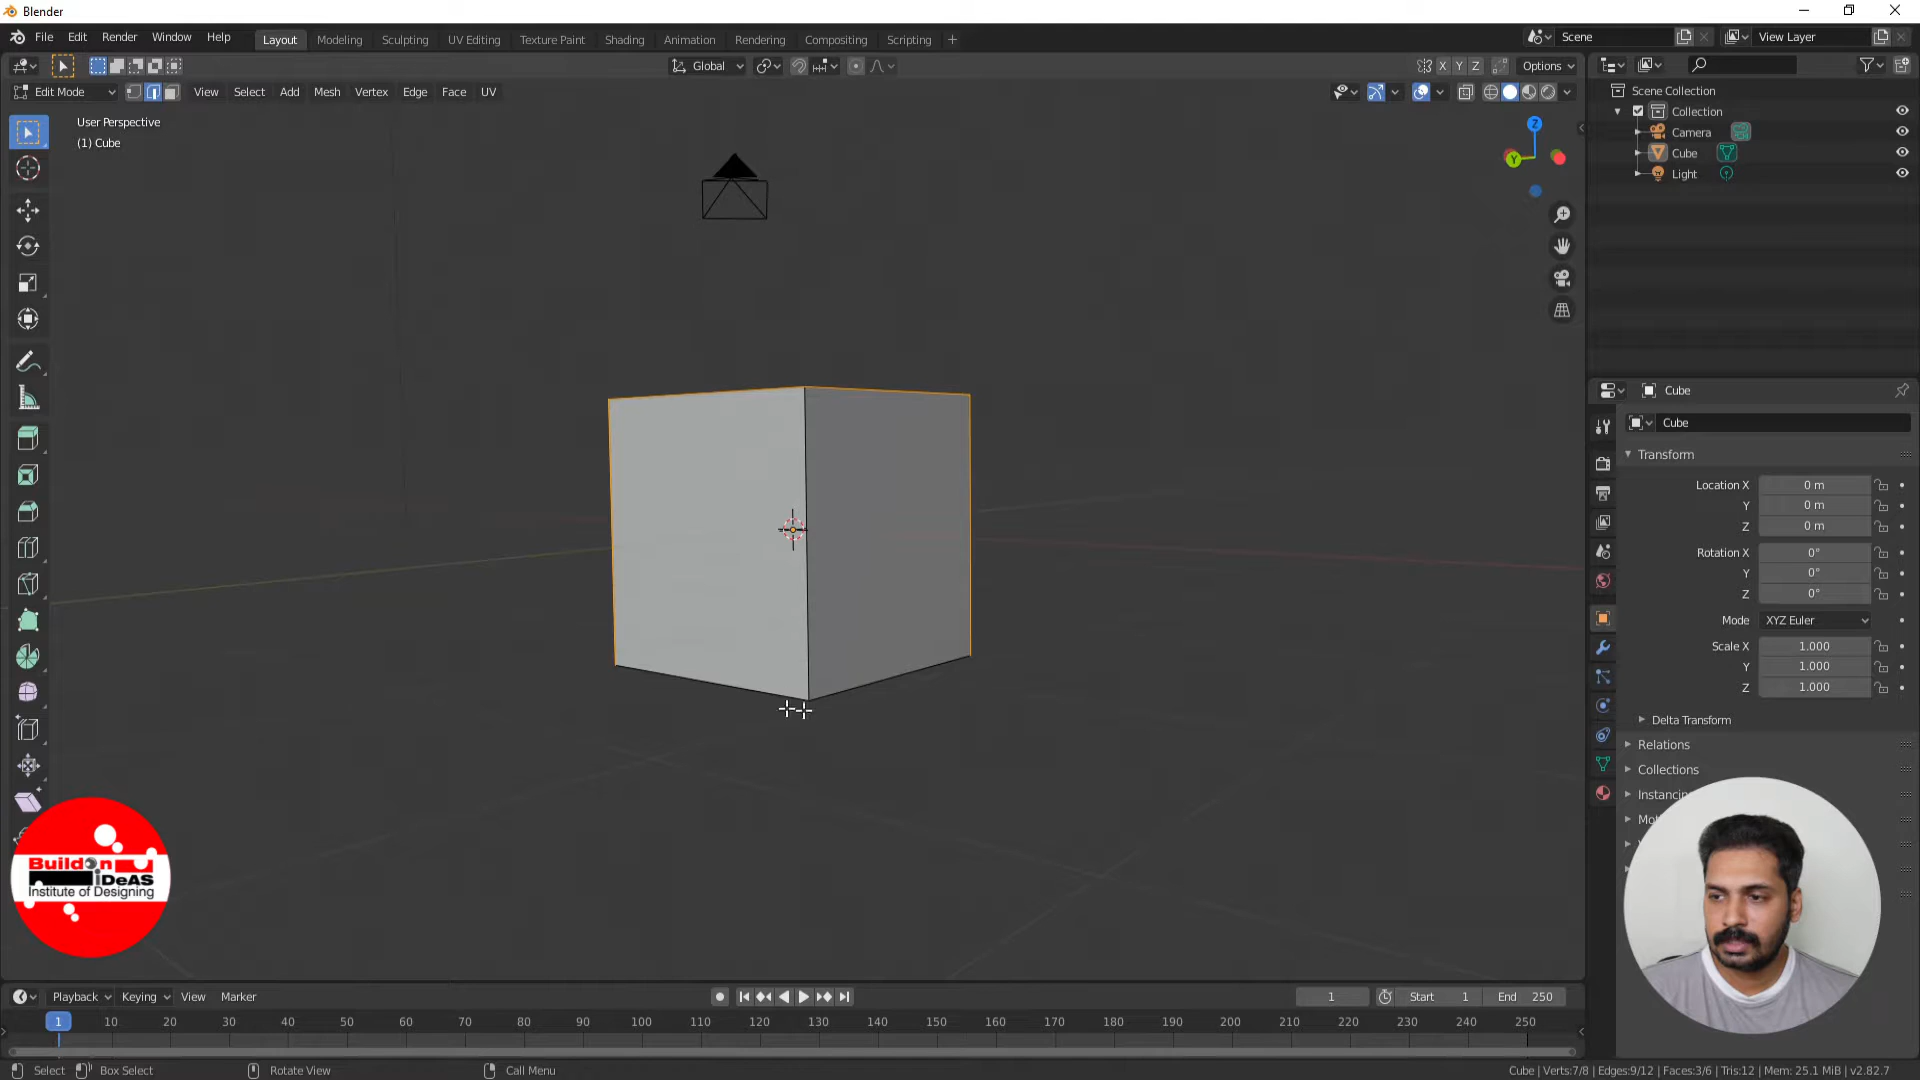 Blender
File Edit Render Window Help Layout Modeling Sculpting UV Editing Texture Paint Shading Animation Rendering Compositing Scripting + Scene View Layer
Global X Y Z Options
Edit Mode View Select Add Mesh Vertex Edge Face UV
User Perspective
(1) Cube
Z
Y
Scene Collection
Collection
Camera
Cube
Light
Cube
Cube
Transform
Location X 0 m
Y 0 m
Z 0 m
Rotation X 0°
Y 0°
Z 0°
Mode XYZ Euler
Scale X 1.000
Y 1.000
Z 1.000
Delta Transform
Relations
Collections
Instancin
Mot
Build on
iDeAS
Institute of Designing
Playback Keying View Marker 1 Start 1 End 250
1 10 20 30 40 50 60 70 80 90 100 110 120 130 140 150 160 170 180 190 200 210 220 230 240 250
Select Box Select Rotate View Call Menu Cube | Verts:7/8 | Edges:9/12 | Faces:3/6 | Tris:12 | Mem: 25.1 MiB | v2.82.7